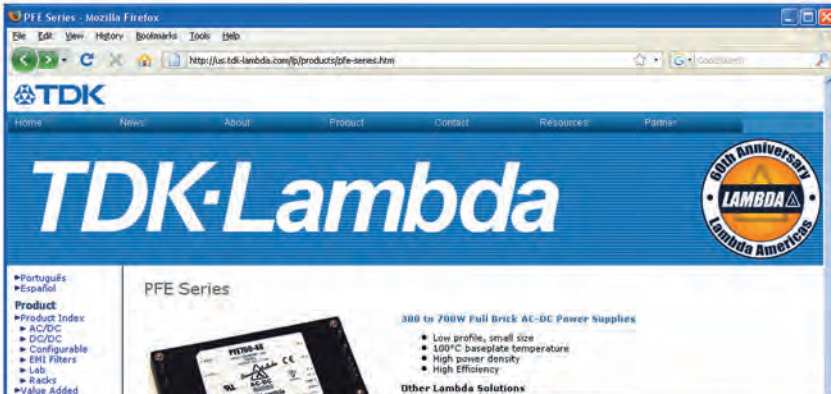 PFE Series - Mozilla Firefox
File Edit View History Bookmarks Tools Help
http://us.tdk-lambda.com/lp/products/pfe-series.htm
TDK
Home News About Product Contact Resources Partner
TDK·Lambda
60th Anniversary
LAMBDA
Lambda Americas
Português
Español
Product
Product Index
AC/DC
DC/DC
Configurable
EMI Filters
Lab
Racks
Value Added
PFE Series
PFE700-48
AC-DC
300 to 700W Full Brick AC-DC Power Supplies
Low profile, small size
100°C baseplate temperature
High power density
High Efficiency
Other Lambda Solutions